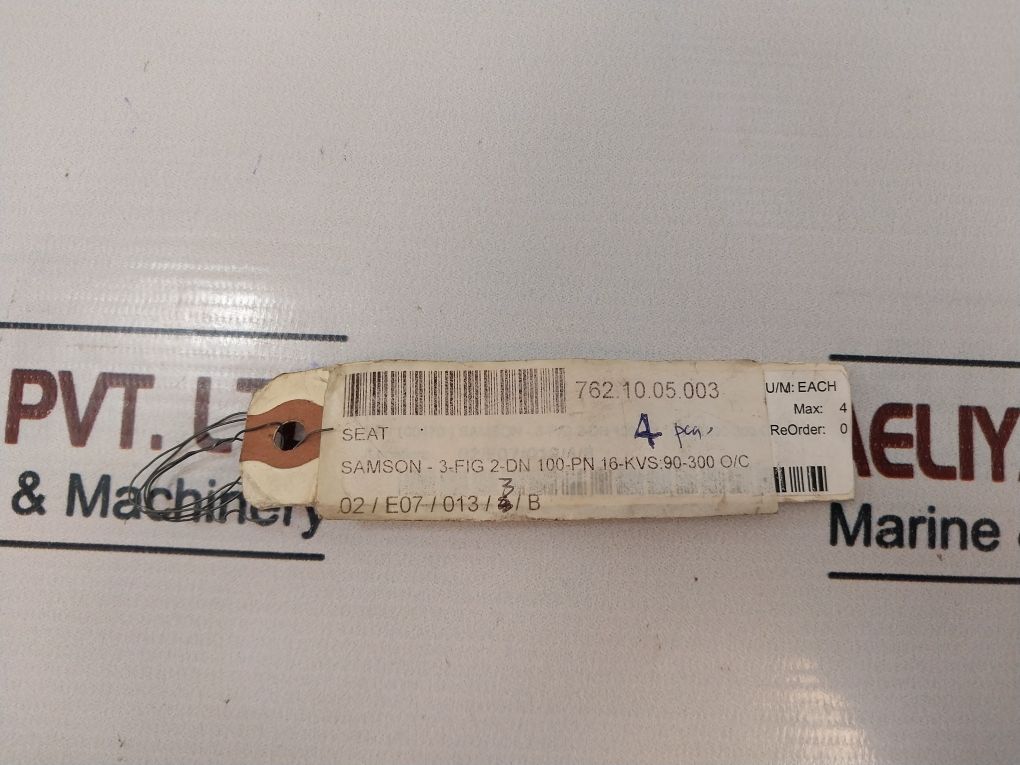 762.10.05.003
SEAT
4 pcs.
SAMSON - 3-FIG 2-DN 100-PN 16-KVS:90-300 O/C
02 / E07 / 013 / 3 / B
U/M: EACH
Max: 4
ReOrder: 0
PVT. LT
& Machinery
AELIY
Marine &